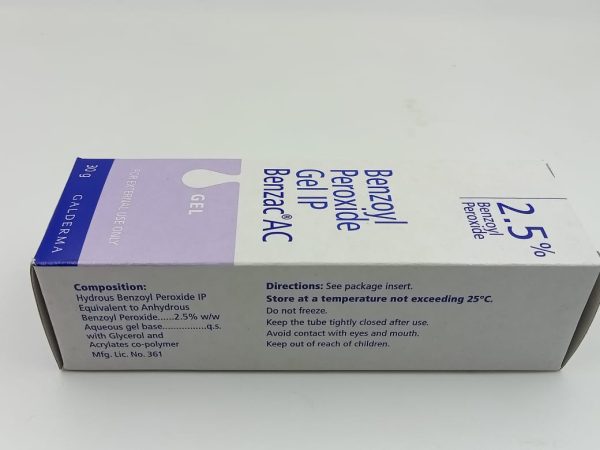 Benzoyl
Peroxide
Gel IP
Benzac® AC
2.5%
Benzoyl
Peroxide
GEL
FOR EXTERNAL USE ONLY
30 g GALDERMA
Composition:
Hydrous Benzoyl Peroxide IP
Equivalent to Anhydrous
Benzoyl Peroxide.....2.5% w/w
Aqueous gel base................q.s.
with Glycerol and
Acrylates co-polymer
Mfg. Lic. No. 361
Directions: See package insert.
Store at a temperature not exceeding 25°C.
Do not freeze.
Keep the tube tightly closed after use.
Avoid contact with eyes and mouth.
Keep out of reach of children.